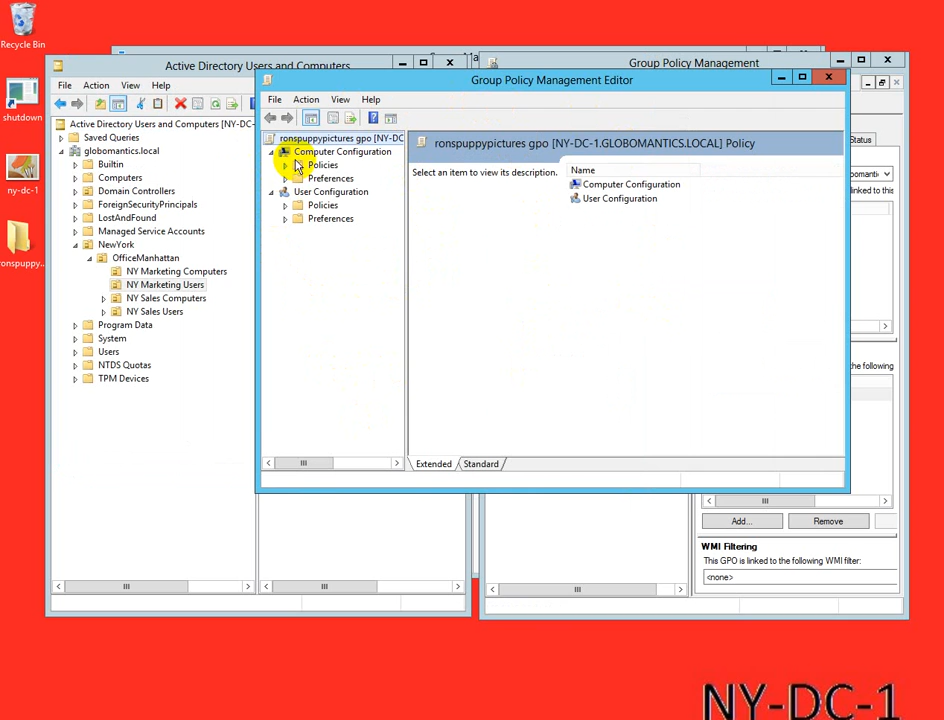 Recycle Bin
shutdown
ny-dc-1
ronspuppy...
Active Directory Users and Computers
File Action View
Active Directory Users and Computers [NY-DC-
Saved Queries
globomantics.local
Builtin
Computers
Domain Controllers
ForeignSecurityPrincipals
LostAndFound
Managed Service Accounts
NewYork
OfficeManhattan
NY Marketing Computers
NY Marketing Users
NY Sales Computers
NY Sales Users
Program Data
System
Users
NTDS Quotas
TPM Devices
Group Policy Management
Group Policy Management Editor
File Action View Help
ronspuppypictures gpo [NY-DC
Computer Configuration
Policies
Preferences
User Configuration
Policies
Preferences
ronspuppypictures gpo [NY-DC-1.GLOBOMANTICS.LOCAL] Policy
Select an item to view its description.
Name
Computer Configuration
User Configuration
Extended Standard
Status
linked to this
he following
Add... Remove
WMI Filtering
This GPO is linked to the following WMI filter:
<none>
NY-DC-1